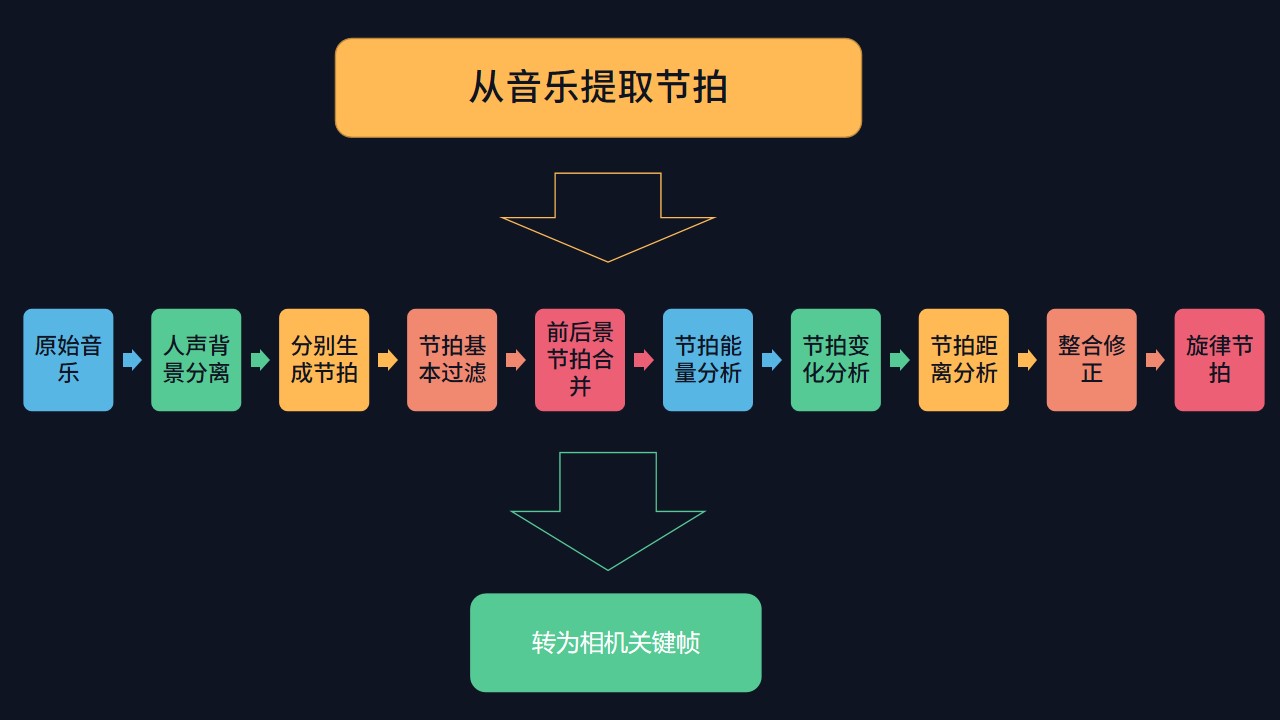 从音乐提取节拍
原始音
乐
人声背
景分离
分别生
成节拍
节拍基
本过滤
前后景
节拍合
并
节拍能
量分析
节拍变
化分析
节拍距
离分析
整合修
正
旋律节
拍
转为相机关键帧